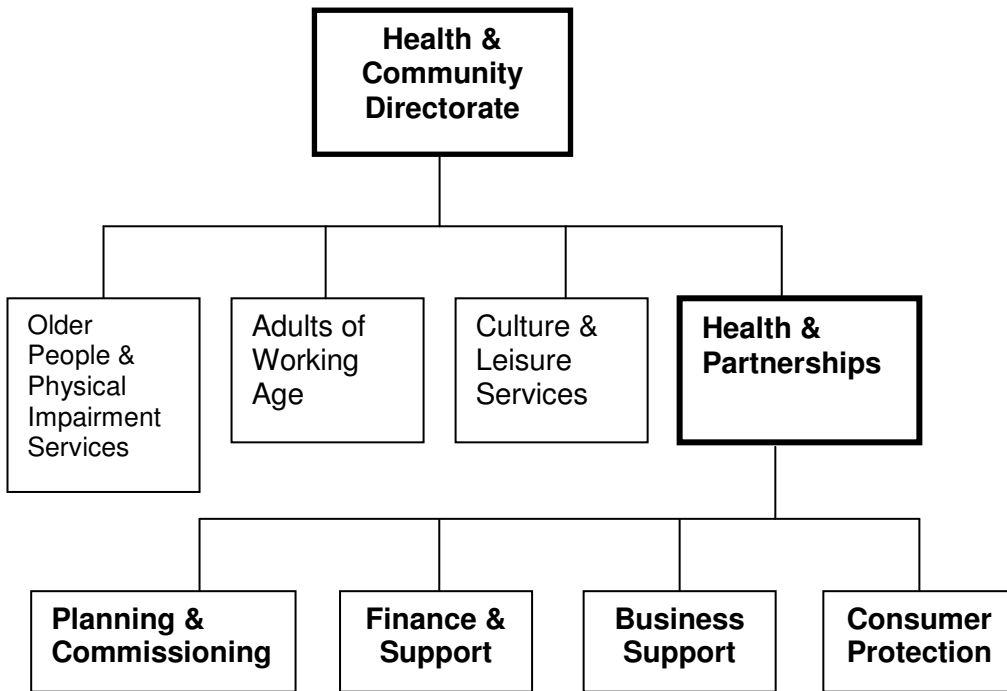 Health &
Community
Directorate
Older
People &
Physical
Impairment
Services
Adults of
Working
Age
Culture &
Leisure
Services
Health &
Partnerships
Planning &
Commissioning
Finance &
Support
Business
Support
Consumer
Protection